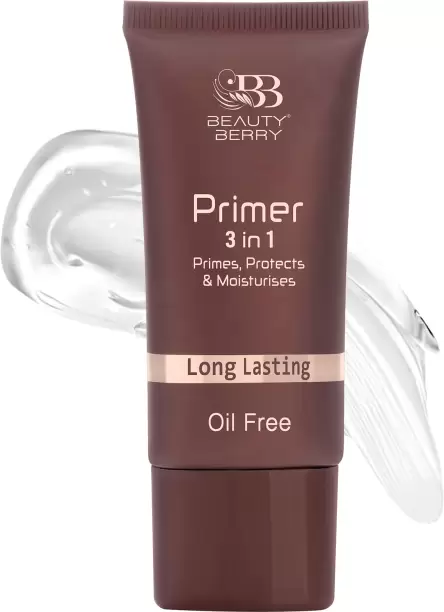 BB
BEAUTY®
BERRY
Primer
3 in 1
Primes, Protects
& Moisturises
Long Lasting
Oil Free